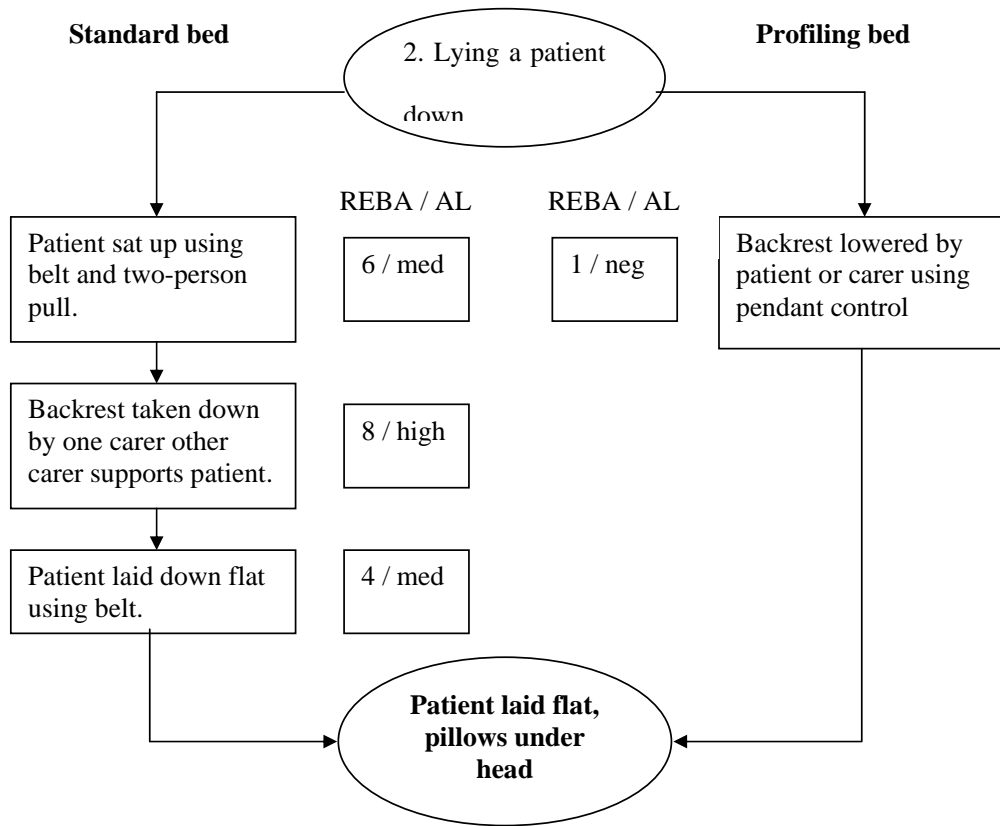 Standard bed
2. Lying a patient
down
Profiling bed
REBA / AL
REBA / AL
Patient sat up using
belt and two-person
pull.
6 / med
1 / neg
Backrest lowered by
patient or carer using
pendant control
Backrest taken down
by one carer other
carer supports patient.
8 / high
Patient laid down flat
using belt.
4 / med
Patient laid flat,
pillows under
head